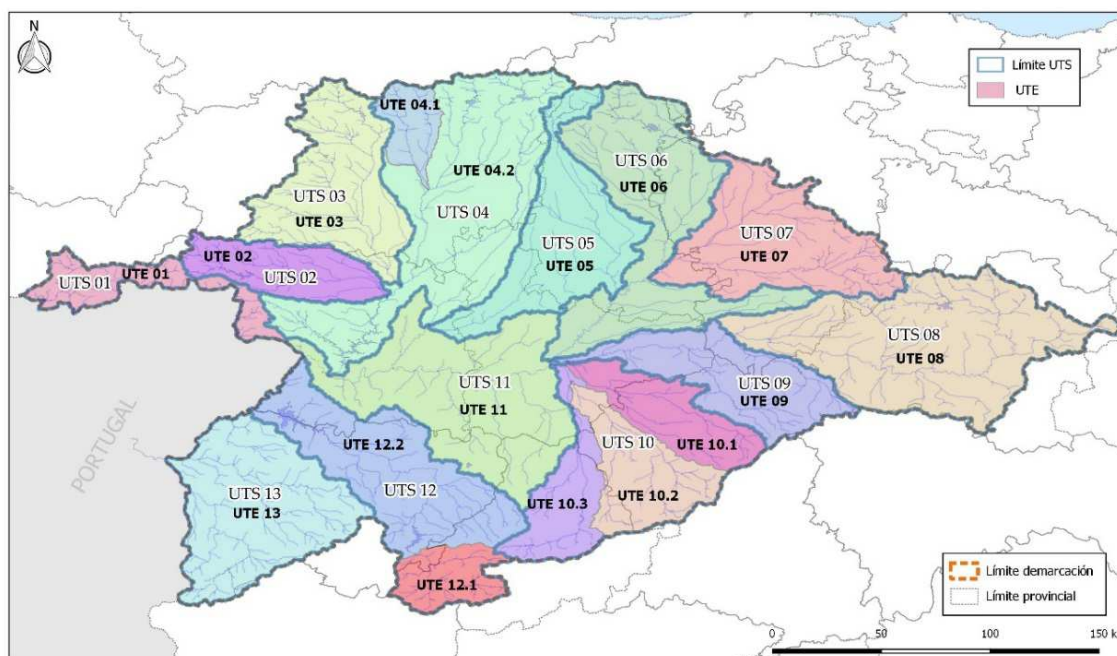 N
Límite UTS
UTE
UTE 04.1
UTS 06
UTE 06
UTE 04.2
UTS 03
UTE 03
UTS 04
UTS 07
UTE 07
UTS 05
UTE 05
UTE 02
UTS 02
UTS 01
UTE 01
UTS 08
UTE 08
UTS 11
UTE 11
UTS 09
UTE 09
PORTUGAL
UTE 12.2
UTS 10
UTE 10.1
UTS 12
UTS 13
UTE 13
UTE 10.3
UTE 10.2
UTE 12.1
Límite demarcación
Límite provincial
0 50 100 150 k